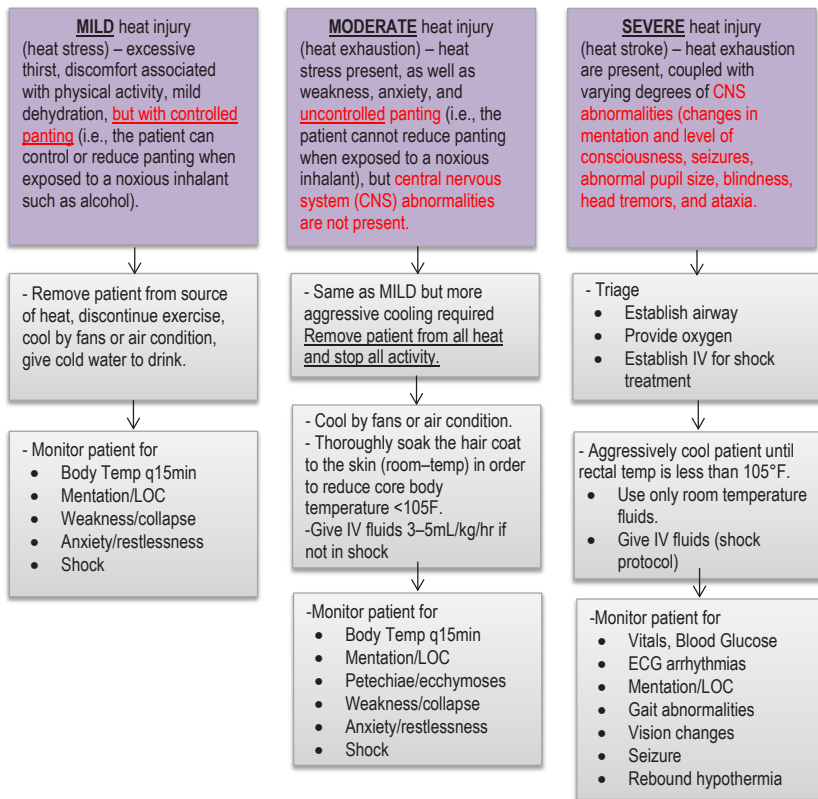 MILD heat injury
(heat stress) – excessive
thirst, discomfort associated
with physical activity, mild
dehydration, but with controlled
panting (i.e., the patient can
control or reduce panting when
exposed to a noxious inhalant
such as alcohol).
- Remove patient from source
of heat, discontinue exercise,
cool by fans or air condition,
give cold water to drink.
- Monitor patient for
• Body Temp q15min
• Mentation/LOC
• Weakness/collapse
• Anxiety/restlessness
• Shock
MODERATE heat injury
(heat exhaustion) – heat
stress present, as well as
weakness, anxiety, and
uncontrolled panting (i.e., the
patient cannot reduce panting
when exposed to a noxious
inhalant), but central nervous
system (CNS) abnormalities
are not present.
- Same as MILD but more
aggressive cooling required
Remove patient from all heat
and stop all activity.
- Cool by fans or air condition.
- Thoroughly soak the hair coat
to the skin (room–temp) in order
to reduce core body
temperature <105F.
-Give IV fluids 3–5mL/kg/hr if
not in shock
-Monitor patient for
• Body Temp q15min
• Mentation/LOC
• Petechiae/ecchymoses
• Weakness/collapse
• Anxiety/restlessness
• Shock
SEVERE heat injury
(heat stroke) – heat exhaustion
are present, coupled with
varying degrees of CNS
abnormalities (changes in
mentation and level of
consciousness, seizures,
abnormal pupil size, blindness,
head tremors, and ataxia.
- Triage
• Establish airway
• Provide oxygen
• Establish IV for shock
treatment
- Aggressively cool patient until
rectal temp is less than 105°F.
• Use only room temperature
fluids.
• Give IV fluids (shock
protocol)
-Monitor patient for
• Vitals, Blood Glucose
• ECG arrhythmias
• Mentation/LOC
• Gait abnormalities
• Vision changes
• Seizure
• Rebound hypothermia